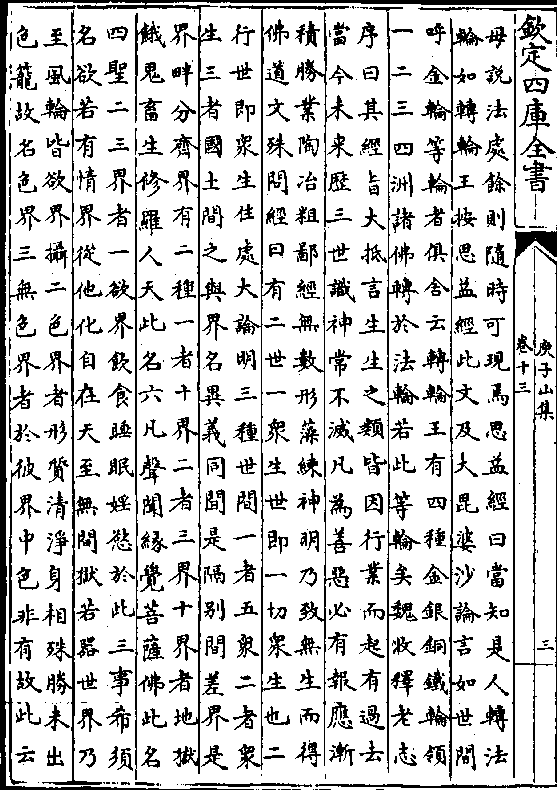 欽定四庫全書
庾子山集
卷十三
三
毋說法處餘則隨時可現焉思益經曰當知是人轉法
輪如轉輪王按思益經此文及大毘婆沙論言如世間
呼金輪等輪者俱舍云轉輪王有四種金銀銅鐵輪領
一二三四洲諸佛轉於法輪若此等輪矣魏收釋老志
序曰其經旨大抵言生生之類皆因行業而起有過去
當今未來歷三世識神常不滅凡為善惡必有報應漸
積勝業陶冶粗鄙經無數形藻練神明乃致無生而得
佛道文殊問經曰有二世一衆生世即一切衆生也二
行世即衆生住處大論明三種世間一者五衆二者衆
生三者國土間之與界名異義同間是隔別間差界是
界畔分齊界有二種一者十界二者三界十界者地獄
餓鬼畜生修羅人天此名六凡聲聞緣覺菩薩佛此名
四聖二三界者一欲界飲食睡眠婬慾於此三事希須
名欲若有情界從他化自在天至無間獄若器世界乃
至風輪皆欲界攝二色界者形質清淨身相殊勝未出
色籠故名色界三無色界者於彼界中色非有故此云